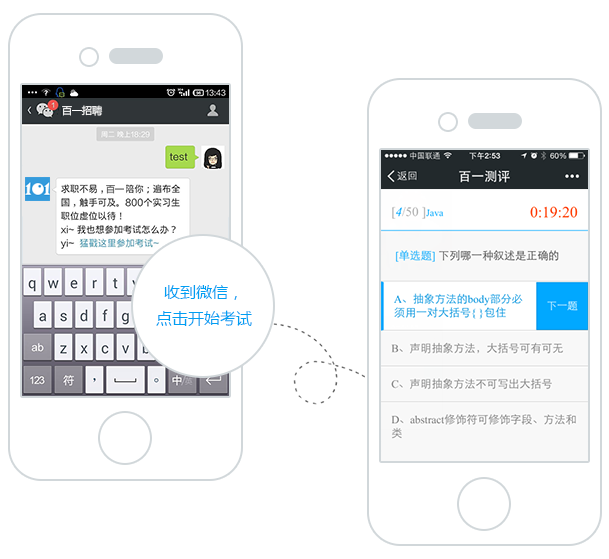 13:43
1
百一招聘
周二 晚上18:29
test
101
求职不易，百一陪你；遍布全
国，触手可及。800个实习生
职位虚位以待！
xi~ 我也想参加考试怎么办？
yi~ 猛戳这里参加考试~
q w e r t y
a s d f g h
ab z x c v b
123 符 ， 。 中/英
收到微信，
点击开始考试
中国联通 下午2:53 60%
返回 百一测评 •••
[4/50 ]Java 0:19:20
[单选题] 下列哪一种叙述是正确的
A、抽象方法的body部分必
须用一对大括号{ }包住
下一题
B、声明抽象方法，大括号可有可无
C、声明抽象方法不可写出大括号
D、abstract修饰符可修饰字段、方法和
类